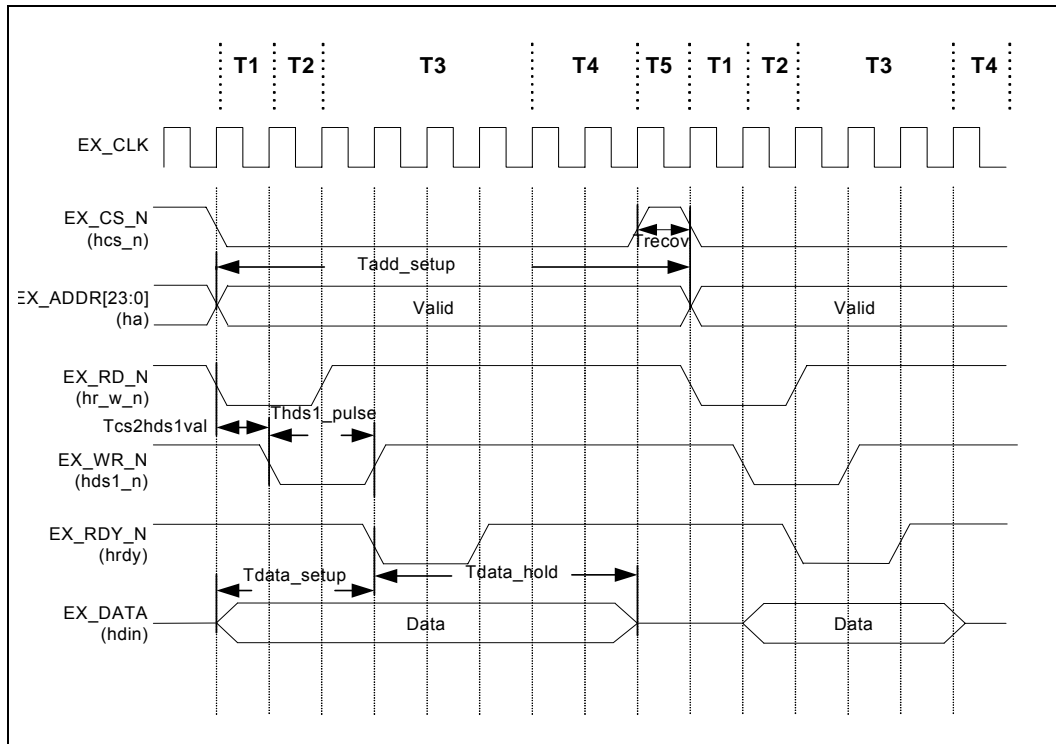 T1 T2 T3 T4 T5 T1 T2 T3 T4
EX_CLK
EX_CS_N
(hcs_n)
Trecov
Tadd_setup
EX_ADDR[23:0]
(ha)
Valid Valid
EX_RD_N
(hr_w_n)
Tcs2hds1val
Thds1_pulse
EX_WR_N
(hds1_n)
EX_RDY_N
(hrdy)
Tdata_setup Tdata_hold
EX_DATA
(hdin)
Data Data